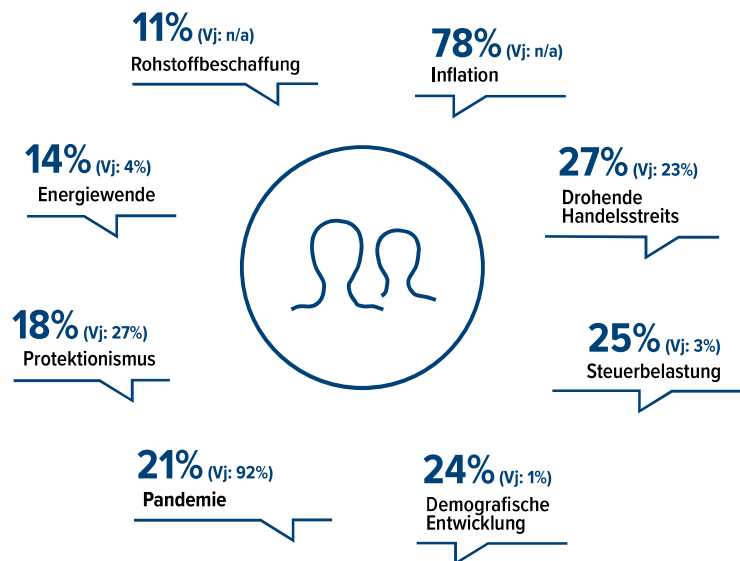 11% (Vj: n/a)
Rohstoffbeschaffung
78% (Vj: n/a)
Inflation
14% (Vj: 4%)
Energiewende
27% (Vj: 23%)
Drohende
Handelsstreits
18% (Vj: 27%)
Protektionismus
25% (Vj: 3%)
Steuerbelastung
21% (Vj: 92%)
Pandemie
24% (Vj: 1%)
Demografische
Entwicklung